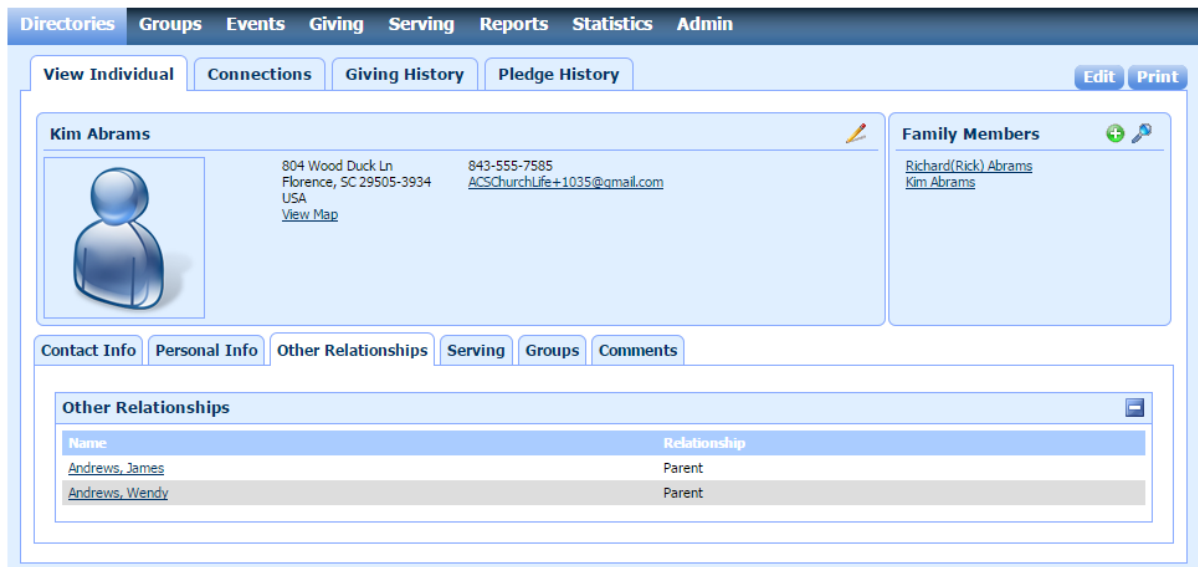 Directories Groups Events Giving Serving Reports Statistics Admin
View Individual Connections Giving History Pledge History Edit Print
Kim Abrams
804 Wood Duck Ln 843-555-7585
Florence, SC 29505-3934 ACSChurchLife+1035@gmail.com
USA
View Map
Family Members
Richard(Rick) Abrams
Kim Abrams
Contact Info Personal Info Other Relationships Serving Groups Comments
Other Relationships
Name Relationship
Andrews, James Parent
Andrews, Wendy Parent